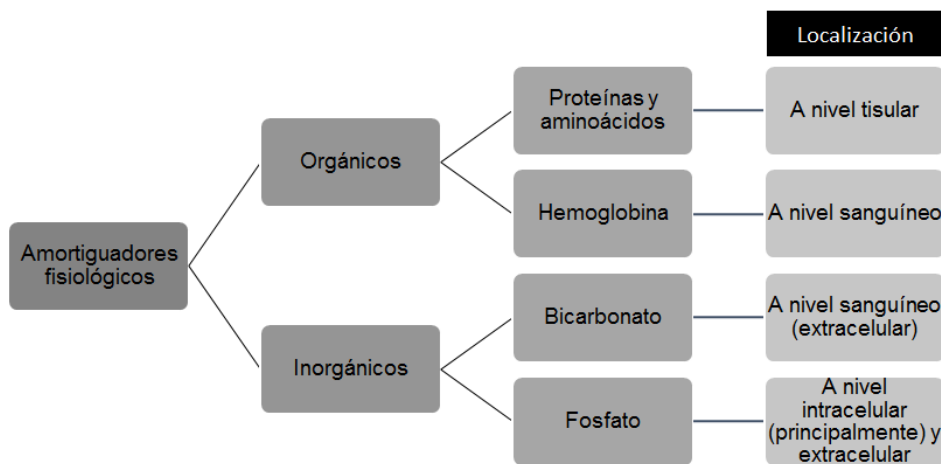 Localización
Proteínas y
aminoácidos
A nivel tisular
Orgánicos
Hemoglobina
A nivel sanguíneo
Amortiguadores
fisiológicos
Bicarbonato
A nivel sanguíneo
(extracelular)
Inorgánicos
Fosfato
A nivel
intracelular
(principalmente) y
extracelular